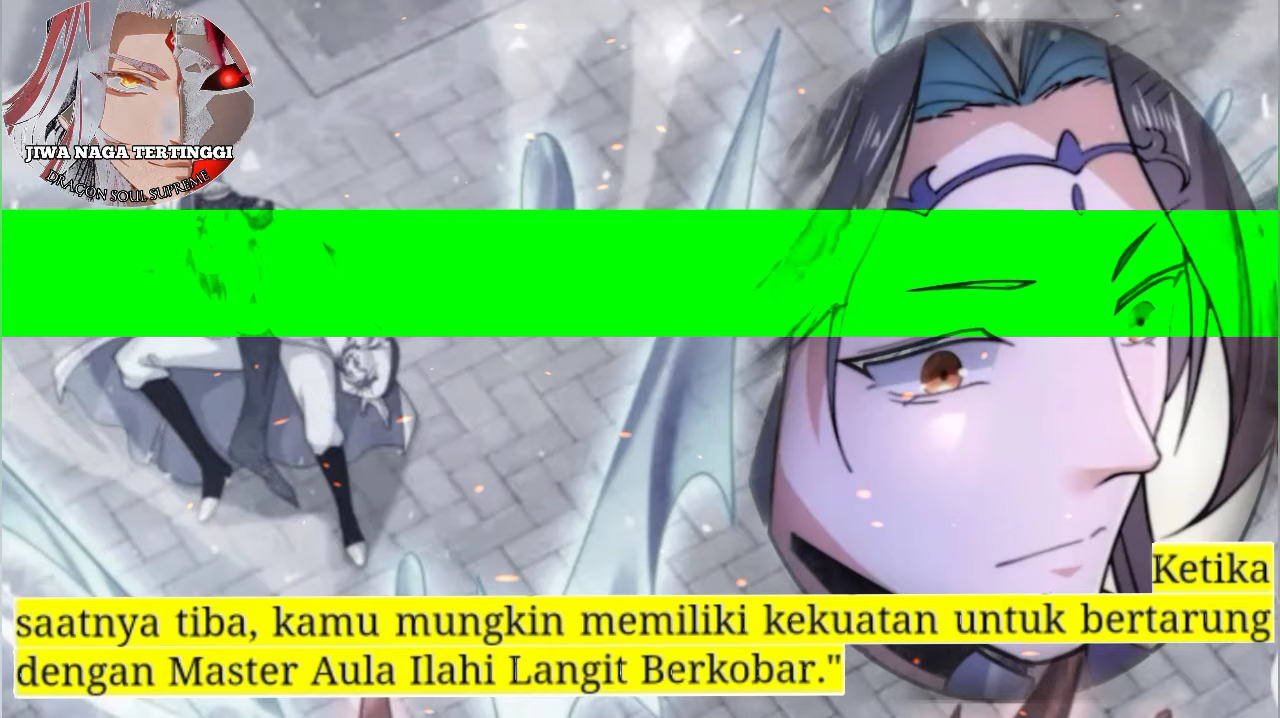 JIWA NAGA TERTINGGI
DRAGON SOUL SUPREME
Ketika
saatnya tiba, kamu mungkin memiliki kekuatan untuk bertarung
dengan Master Aula Ilahi Langit Berkobar."